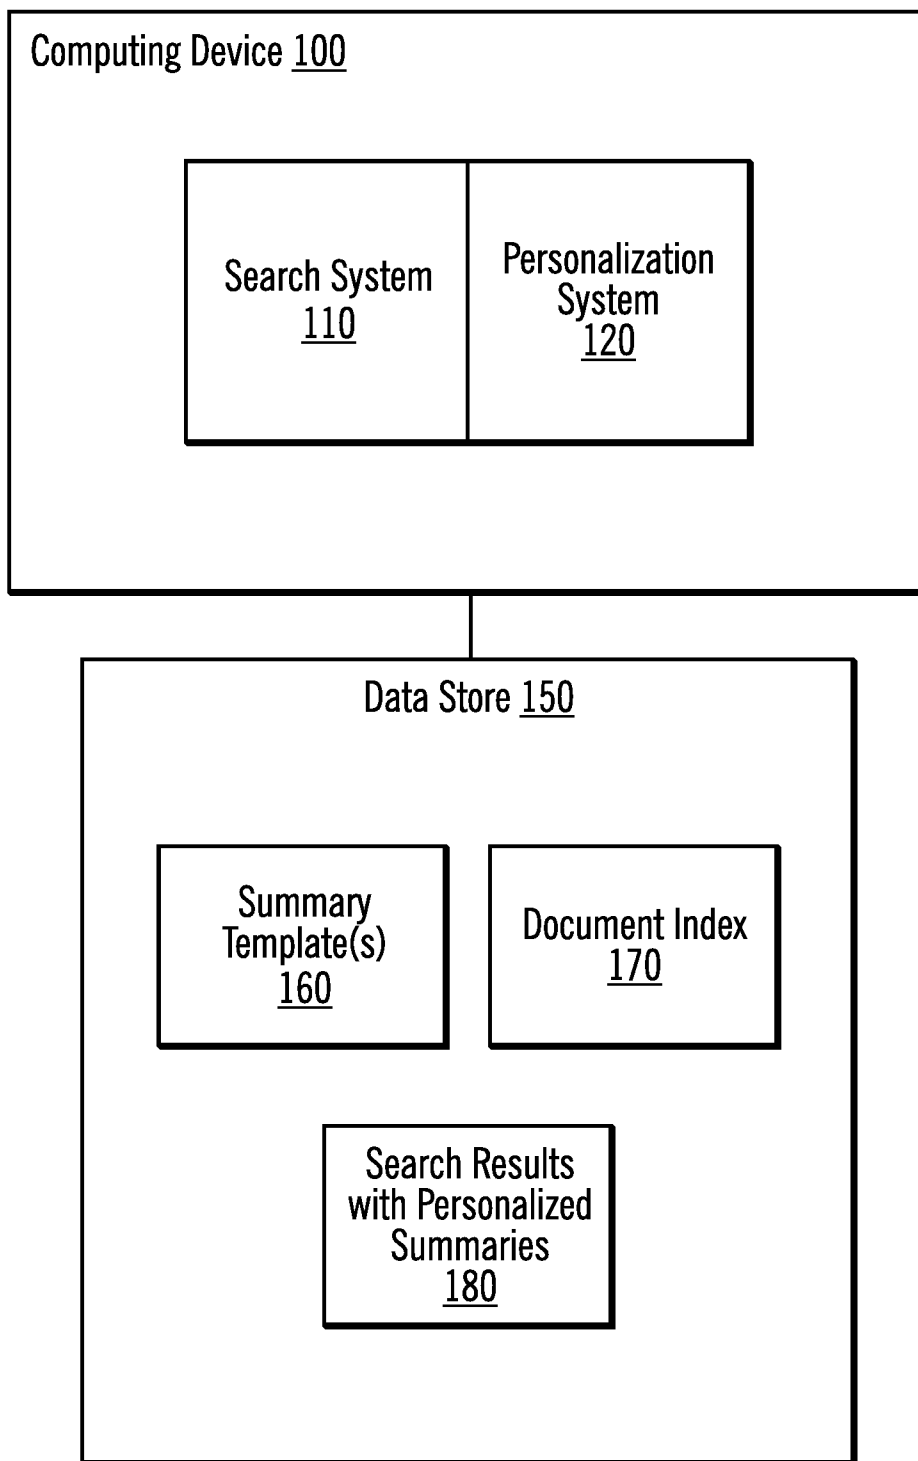 Computing Device 100
Search System
110
Personalization
System
120
Data Store 150
Summary
Template(s)
160
Document Index
170
Search Results
with Personalized
Summaries
180